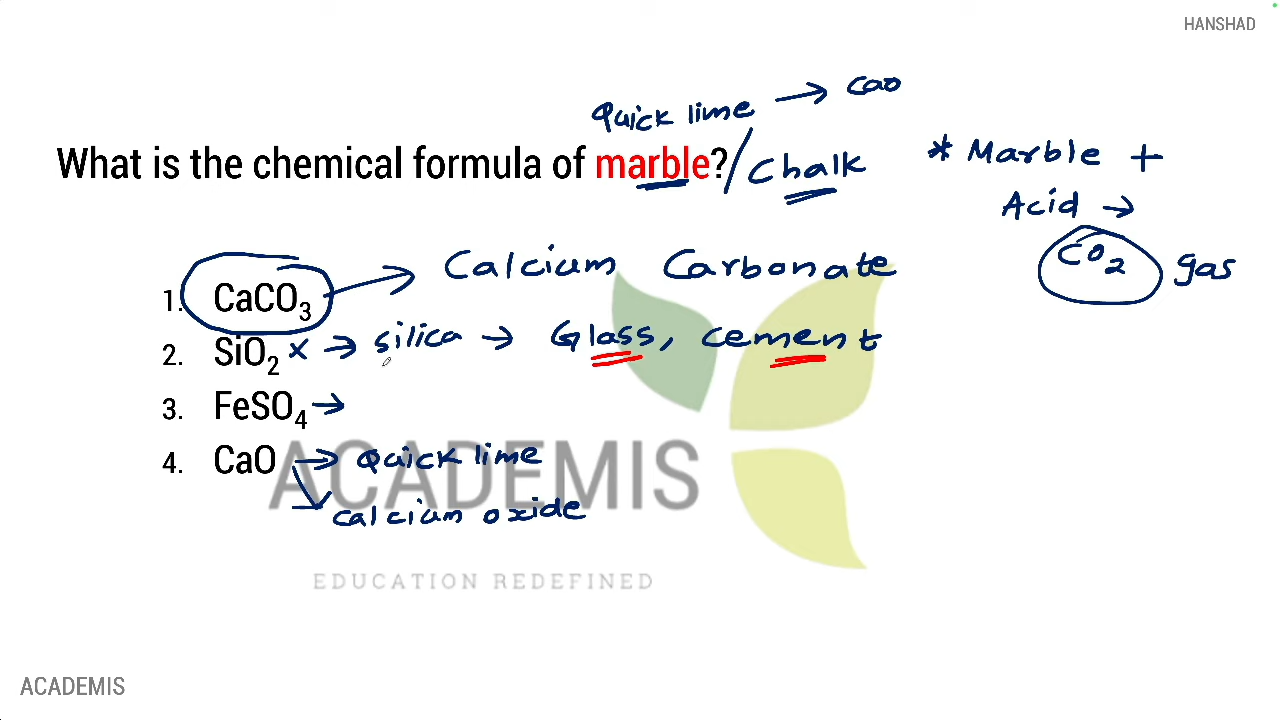 HANSHAD
Quick lime → Cao
What is the chemical formula of marble? / Chalk
* Marble +
Acid →
CO2 gas
1. CaCO3 → Calcium Carbonate
2. SiO2 x → silica → Glass, cement
3. FeSO4 →
4. CaO → Quick lime
calcium oxide
ACADEMIS
EDUCATION REDEFINED
ACADEMIS